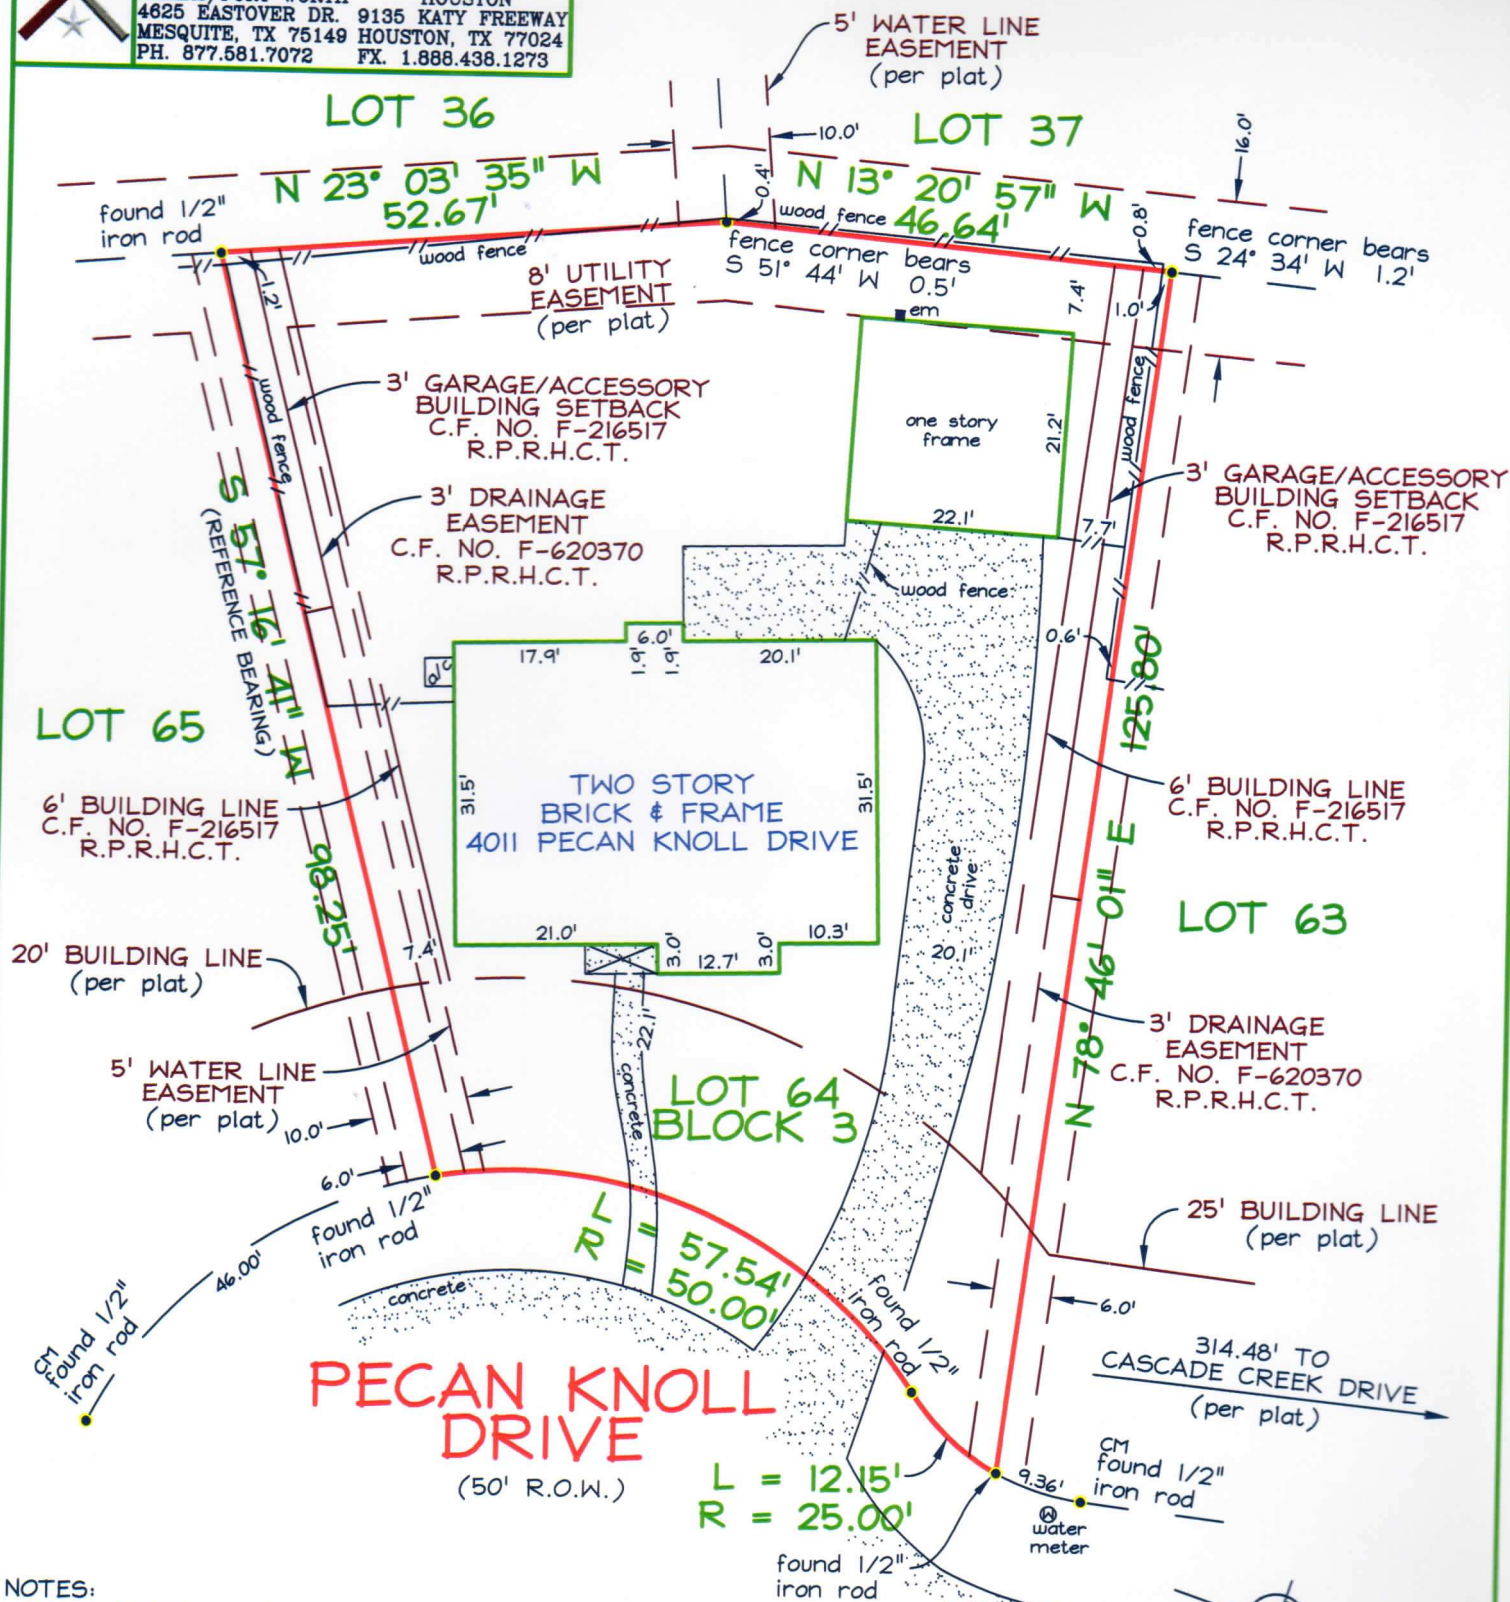 HOUSTON
4625 EASTOVER DR. 9135 KATY FREEWAY
MESQUITE, TX 75149 HOUSTON, TX 77024
PH. 877.581.7072 FX. 1.888.438.1273
5' WATER LINE
EASEMENT
(per plat)
LOT 36
10.0'
LOT 37
16.0'
N 23° 03' 35" W
52.67'
0.4'
N 13° 20' 57" W
46.64'
wood fence
0.8'
found 1/2"
iron rod
wood fence
fence corner bears
S 51° 44' W 0.5'
fence corner bears
S 24° 34' W 1.2'
1.2'
8' UTILITY
EASEMENT
(per plat)
em
7.4'
1.0'
wood fence
3' GARAGE/ACCESSORY
BUILDING SETBACK
C.F. NO. F-216517
R.P.R.H.C.T.
one story
frame
21.2'
22.1'
wood fence
3' GARAGE/ACCESSORY
BUILDING SETBACK
C.F. NO. F-216517
R.P.R.H.C.T.
7.7'
3' DRAINAGE
EASEMENT
C.F. NO. F-620370
R.P.R.H.C.T.
S 57° 16' 41" W
98.25'
(REFERENCE BEARING)
wood fence
0.6'
N 78° 46' 01" E 125.80'
17.9'
6.0'
1.9'
1.9'
20.1'
a/c
LOT 65
31.5'
TWO STORY
BRICK & FRAME
4011 PECAN KNOLL DRIVE
31.5'
6' BUILDING LINE
C.F. NO. F-216517
R.P.R.H.C.T.
6' BUILDING LINE
C.F. NO. F-216517
R.P.R.H.C.T.
concrete
drive
20.1'
LOT 63
20' BUILDING LINE
(per plat)
7.4'
21.0'
3.0'
12.7'
3.0'
10.3'
22.1'
concrete
3' DRAINAGE
EASEMENT
C.F. NO. F-620370
R.P.R.H.C.T.
5' WATER LINE
EASEMENT
(per plat)
10.0'
LOT 64
BLOCK 3
6.0'
found 1/2"
iron rod
46.00'
CM
found 1/2"
iron rod
L = 57.54'
R = 50.00'
concrete
found 1/2"
iron rod
25' BUILDING LINE
(per plat)
6.0'
314.48' TO
CASCADE CREEK DRIVE
(per plat)
PECAN KNOLL
DRIVE
(50' R.O.W.)
L = 12.15'
R = 25.00'
9.36'
CM
found 1/2"
iron rod
W
water
meter
found 1/2"
iron rod
NOTES: